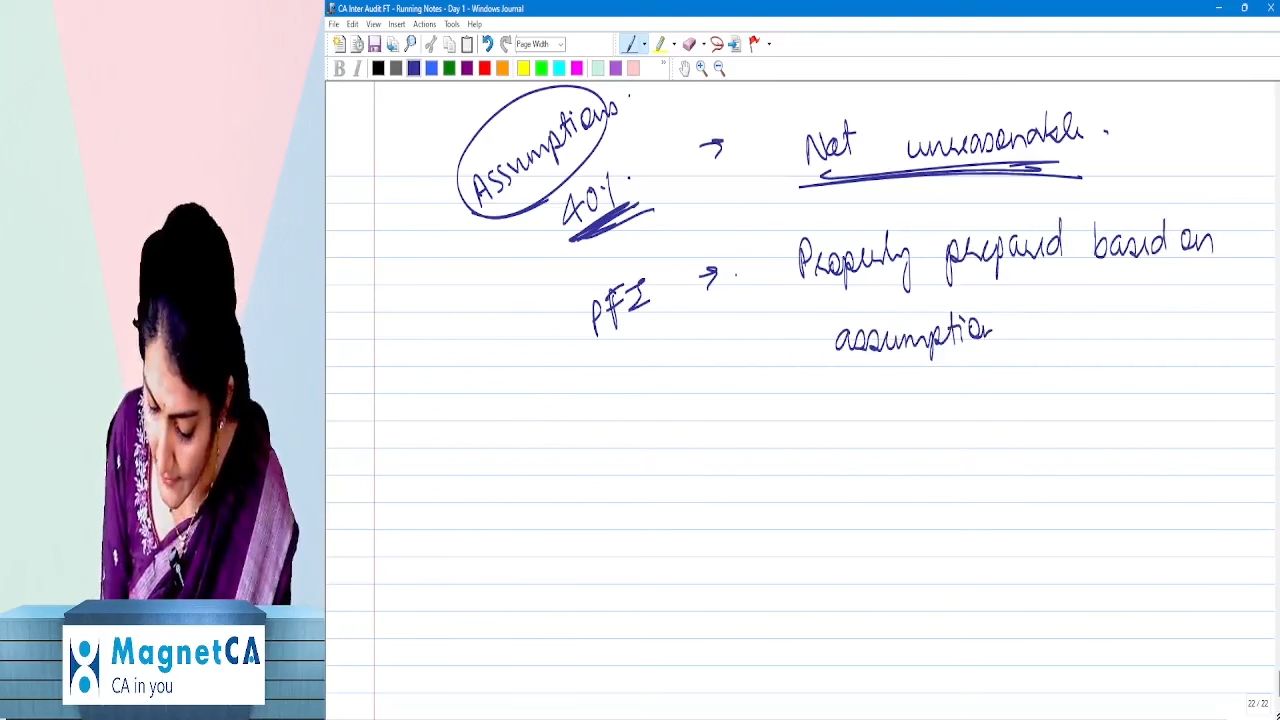 CA Inter Audit FT - Running Notes - Day 1 - Windows Journal
File Edit View Insert Actions Tools Help
Page Width
B I
Assumptions → Not unreasonable.
40%
PFI → Properly prepared based on
assumption
MagnetCA
CA in you
22 / 22